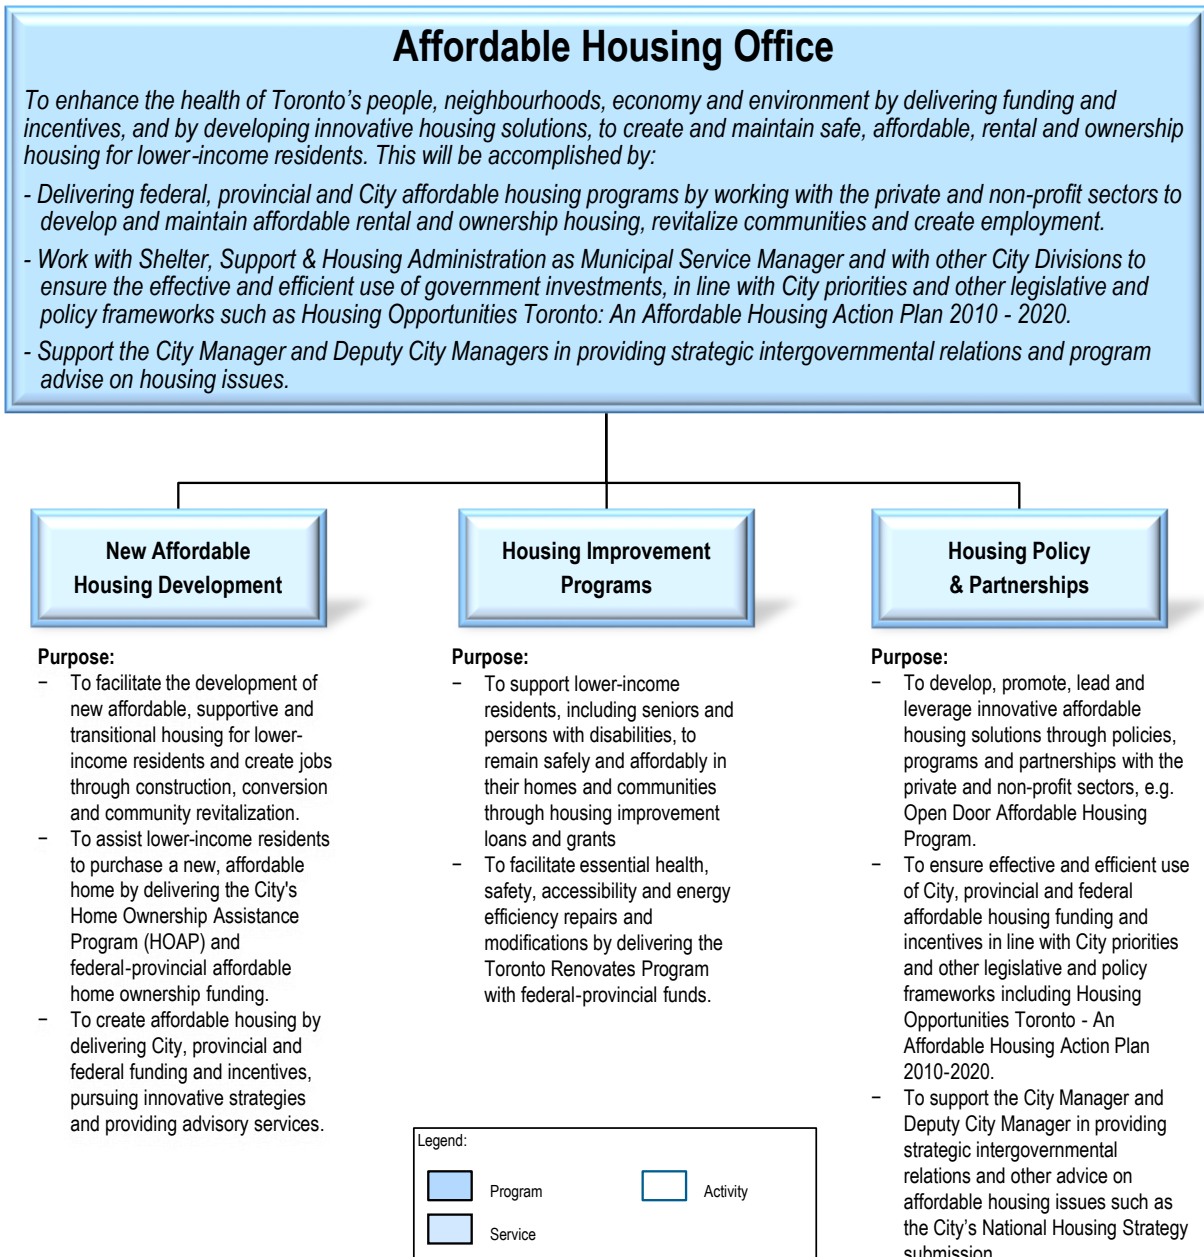 Affordable Housing Office
To enhance the health of Toronto's people, neighbourhoods, economy and environment by delivering funding and
incentives, and by developing innovative housing solutions, to create and maintain safe, affordable, rental and ownership
housing for lower-income residents. This will be accomplished by:
- Delivering federal, provincial and City affordable housing programs by working with the private and non-profit sectors to
develop and maintain affordable rental and ownership housing, revitalize communities and create employment.
- Work with Shelter, Support & Housing Administration as Municipal Service Manager and with other City Divisions to
ensure the effective and efficient use of government investments, in line with City priorities and other legislative and
policy frameworks such as Housing Opportunities Toronto: An Affordable Housing Action Plan 2010 - 2020.
- Support the City Manager and Deputy City Managers in providing strategic intergovernmental relations and program
advise on housing issues.
New Affordable
Housing Development
Purpose:
− To facilitate the development of
new affordable, supportive and
transitional housing for lower-
income residents and create jobs
through construction, conversion
and community revitalization.
− To assist lower-income residents
to purchase a new, affordable
home by delivering the City's
Home Ownership Assistance
Program (HOAP) and
federal-provincial affordable
home ownership funding.
− To create affordable housing by
delivering City, provincial and
federal funding and incentives,
pursuing innovative strategies
and providing advisory services.
Housing Improvement
Programs
Purpose:
− To support lower-income
residents, including seniors and
persons with disabilities, to
remain safely and affordably in
their homes and communities
through housing improvement
loans and grants
− To facilitate essential health,
safety, accessibility and energy
efficiency repairs and
modifications by delivering the
Toronto Renovates Program
with federal-provincial funds.
Housing Policy
& Partnerships
Purpose:
− To develop, promote, lead and
leverage innovative affordable
housing solutions through policies,
programs and partnerships with the
private and non-profit sectors, e.g.
Open Door Affordable Housing
Program.
− To ensure effective and efficient use
of City, provincial and federal
affordable housing funding and
incentives in line with City priorities
and other legislative and policy
frameworks including Housing
Opportunities Toronto - An
Affordable Housing Action Plan
2010-2020.
− To support the City Manager and
Deputy City Manager in providing
strategic intergovernmental
relations and other advice on
affordable housing issues such as
the City's National Housing Strategy
submission
Legend:
Program
Activity
Service